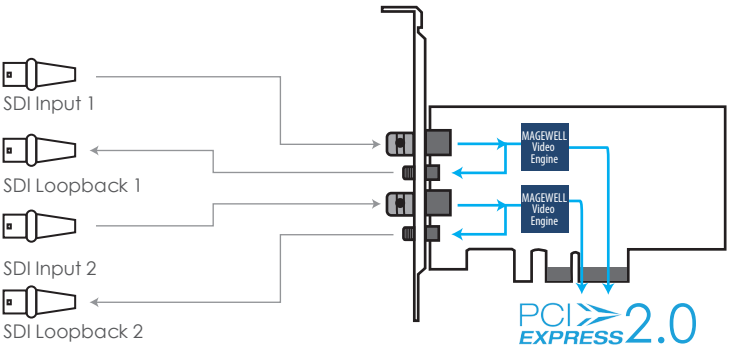 SDI Input 1
SDI Loopback 1
SDI Input 2
SDI Loopback 2
MAGEWELL
Video
Engine
MAGEWELL
Video
Engine
PCI EXPRESS 2.0